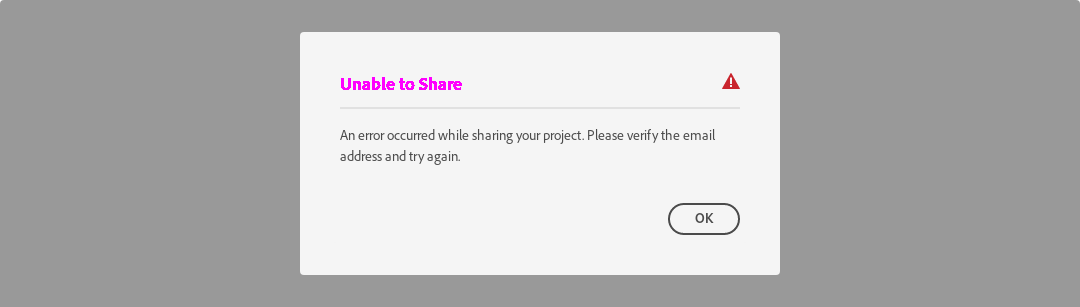 Unable to Share
An error occurred while sharing your project. Please verify the email
address and try again.
OK